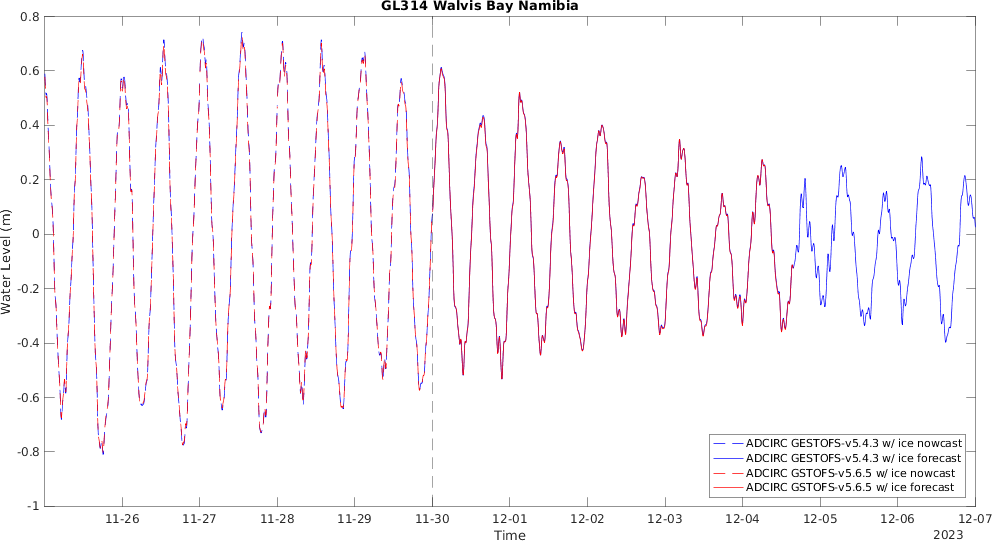 GL314 Walvis Bay Namibia
0.8
0.6
0.4
0.2
0
-0.2
-0.4
-0.6
-0.8
-1
Water Level (m)
ADCIRC GESTOFS-v5.4.3 w/ ice nowcast
ADCIRC GESTOFS-v5.4.3 w/ ice forecast
ADCIRC GSTOFS-v5.6.5 w/ ice nowcast
ADCIRC GSTOFS-v5.6.5 w/ ice forecast
11-26 11-27 11-28 11-29 11-30 12-01 12-02 12-03 12-04 12-05 12-06 12-07
Time
2023